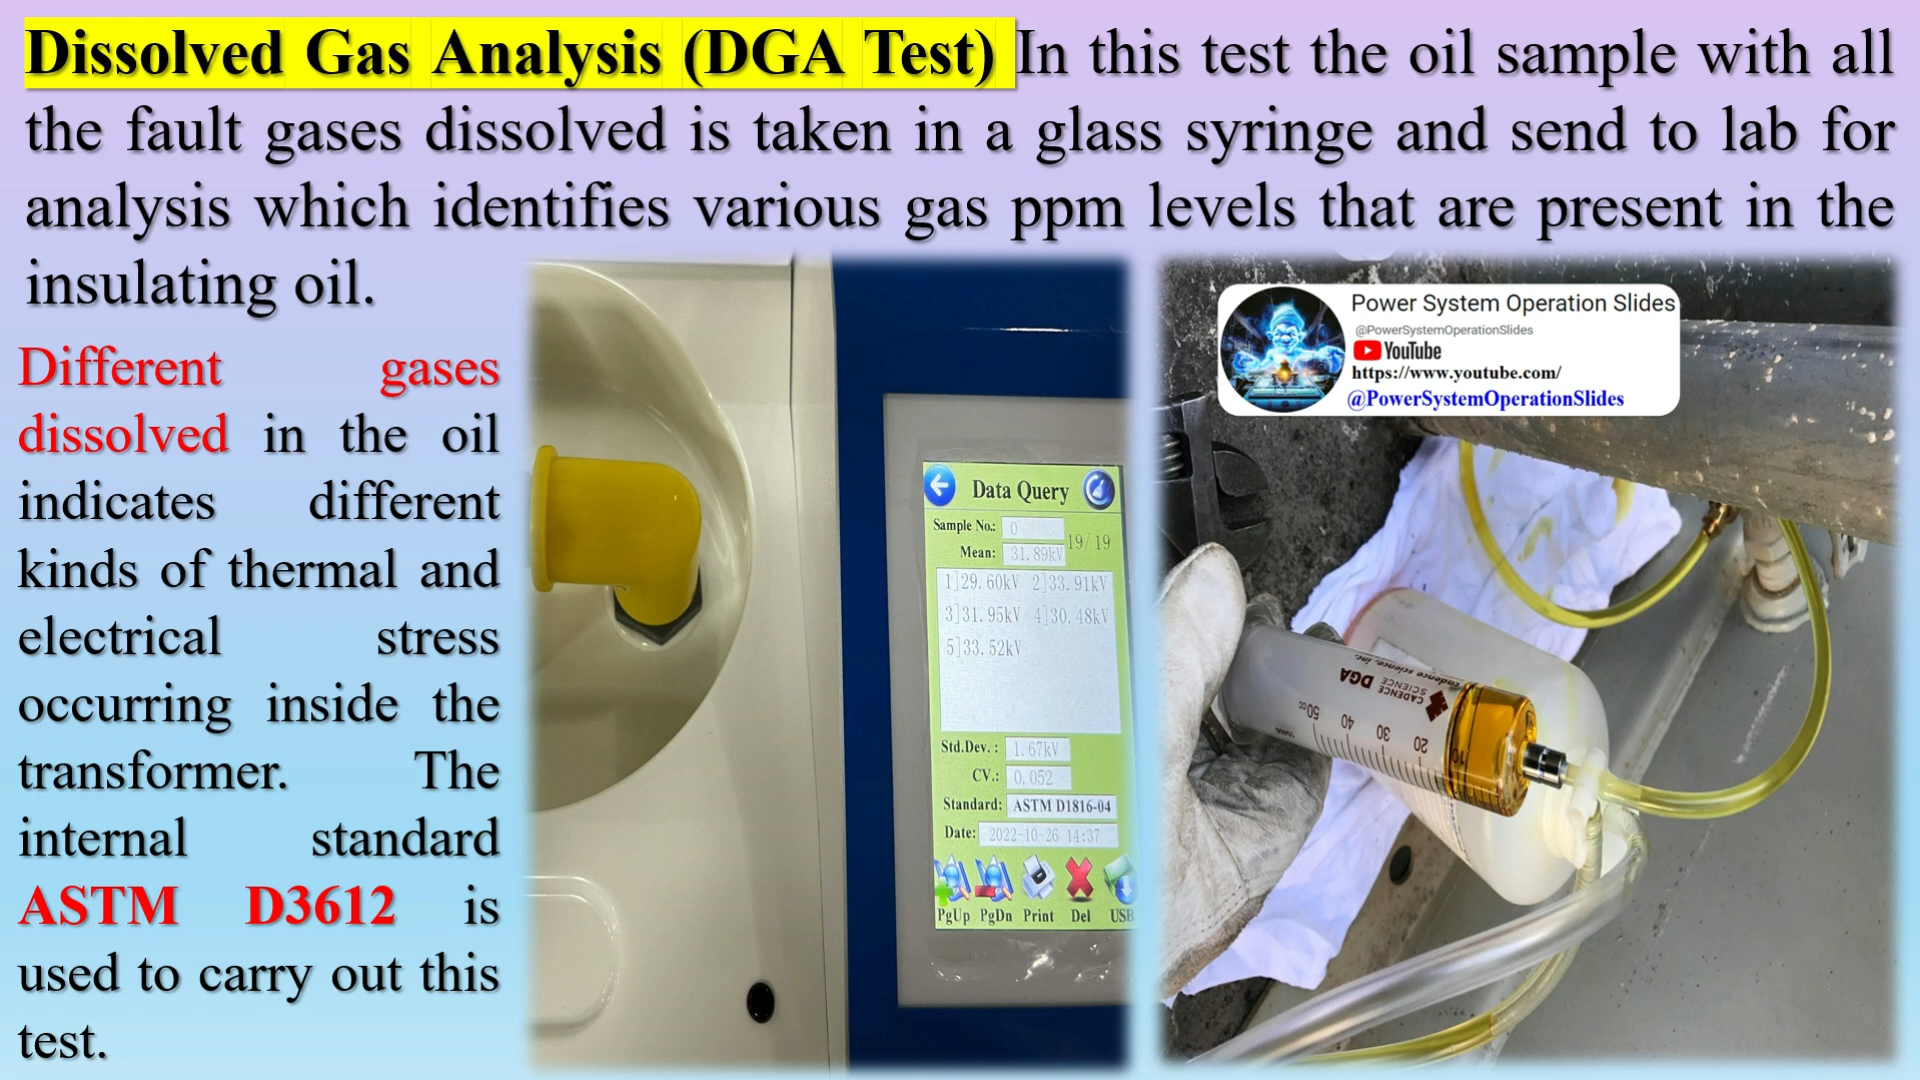 Dissolved Gas Analysis (DGA Test) In this test the oil sample with all
the fault gases dissolved is taken in a glass syringe and send to lab for
analysis which identifies various gas ppm levels that are present in the
insulating oil.
Different gases
dissolved in the oil
indicates different
kinds of thermal and
electrical stress
occurring inside the
transformer. The
internal standard
ASTM D3612 is
used to carry out this
test.
Data Query
Sample No.: 0
Mean: 31.89kV 19/19
1]29.60kV 2]33.91kV
3]31.95kV 4]30.48kV
5]33.52kV
Std.Dev.: 1.67kV
CV.: 0.052
Standard: ASTM D1816-04
Date: 2022-10-26 14:37
PgUp PgDn Print Del USB
Power System Operation Slides
@PowerSystemOperationSlides
YouTube
https://www.youtube.com/
@PowerSystemOperationSlides
cadence science, inc.
CADENCE SCIENCE DGA
50cc 40 30 20 10